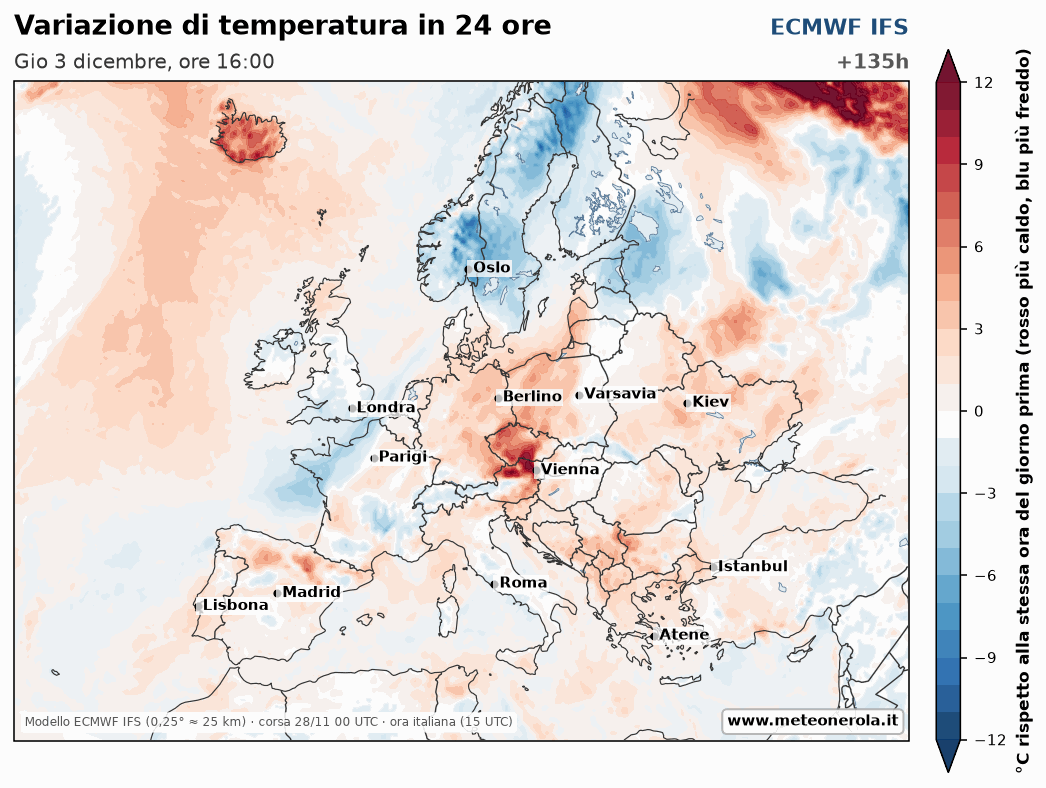 Variazione di temperatura in 24 ore
ECMWF IFS
Gio 3 dicembre, ore 16:00
+135h
Oslo
Londra
Berlino
Varsavia
Kiev
Parigi
Vienna
Roma
Madrid
Lisbona
Istanbul
Atene
Modello ECMWF IFS (0,25° ≈ 25 km) · corsa 28/11 00 UTC · ora italiana (15 UTC)
www.meteonerola.it
12
9
6
3
0
−3
−6
−9
−12
°C rispetto alla stessa ora del giorno prima (rosso più caldo, blu più freddo)